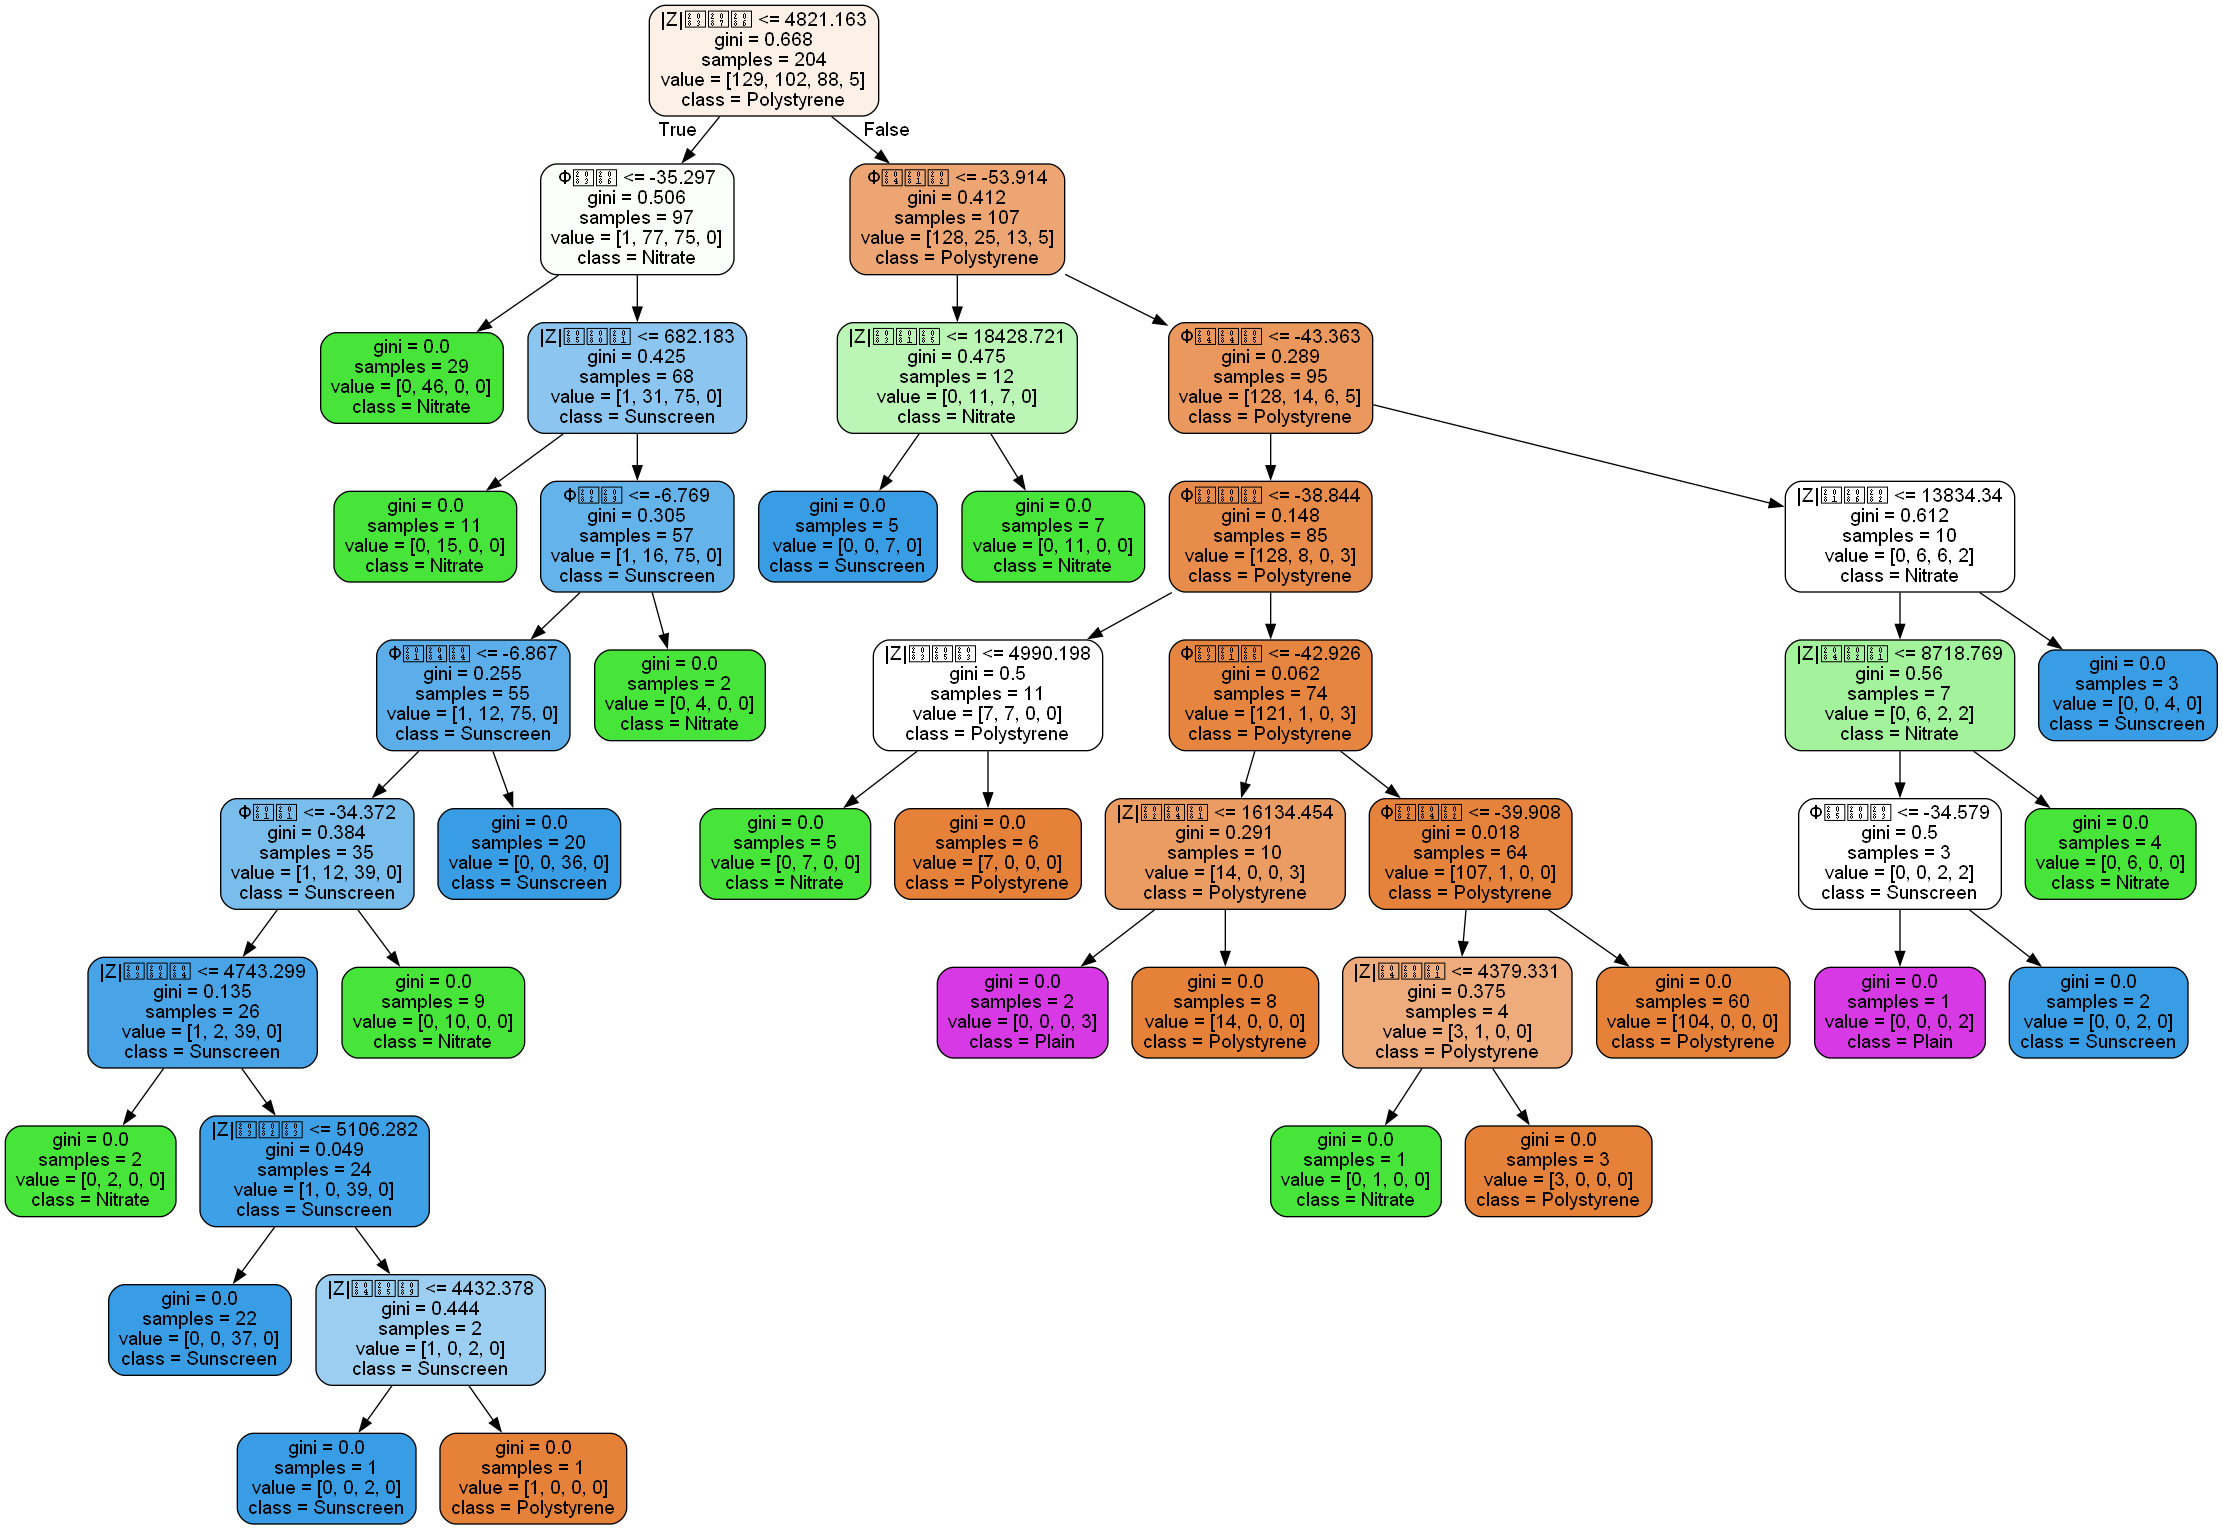 |Z| <= 4821.163
gini = 0.668
samples = 204
value = [129, 102, 88, 5]
class = Polystyrene
True
False
Φ <= -35.297
gini = 0.506
samples = 97
value = [1, 77, 75, 0]
class = Nitrate
Φ <= -53.914
gini = 0.412
samples = 107
value = [128, 25, 13, 5]
class = Polystyrene
gini = 0.0
samples = 29
value = [0, 46, 0, 0]
class = Nitrate
|Z| <= 682.183
gini = 0.425
samples = 68
value = [1, 31, 75, 0]
class = Sunscreen
|Z| <= 18428.721
gini = 0.475
samples = 12
value = [0, 11, 7, 0]
class = Nitrate
Φ <= -43.363
gini = 0.289
samples = 95
value = [128, 14, 6, 5]
class = Polystyrene
gini = 0.0
samples = 11
value = [0, 15, 0, 0]
class = Nitrate
Φ <= -6.769
gini = 0.305
samples = 57
value = [1, 16, 75, 0]
class = Sunscreen
gini = 0.0
samples = 5
value = [0, 0, 7, 0]
class = Sunscreen
gini = 0.0
samples = 7
value = [0, 11, 0, 0]
class = Nitrate
Φ <= -38.844
gini = 0.148
samples = 85
value = [128, 8, 0, 3]
class = Polystyrene
|Z| <= 13834.34
gini = 0.612
samples = 10
value = [0, 6, 6, 2]
class = Nitrate
Φ <= -6.867
gini = 0.255
samples = 55
value = [1, 12, 75, 0]
class = Sunscreen
gini = 0.0
samples = 2
value = [0, 4, 0, 0]
class = Nitrate
|Z| <= 4990.198
gini = 0.5
samples = 11
value = [7, 7, 0, 0]
class = Polystyrene
Φ <= -42.926
gini = 0.062
samples = 74
value = [121, 1, 0, 3]
class = Polystyrene
|Z| <= 8718.769
gini = 0.56
samples = 7
value = [0, 6, 2, 2]
class = Nitrate
gini = 0.0
samples = 3
value = [0, 0, 4, 0]
class = Sunscreen
Φ <= -34.372
gini = 0.384
samples = 35
value = [1, 12, 39, 0]
class = Sunscreen
gini = 0.0
samples = 20
value = [0, 0, 36, 0]
class = Sunscreen
gini = 0.0
samples = 5
value = [0, 7, 0, 0]
class = Nitrate
gini = 0.0
samples = 6
value = [7, 0, 0, 0]
class = Polystyrene
|Z| <= 16134.454
gini = 0.291
samples = 10
value = [14, 0, 0, 3]
class = Polystyrene
Φ <= -39.908
gini = 0.018
samples = 64
value = [107, 1, 0, 0]
class = Polystyrene
Φ <= -34.579
gini = 0.5
samples = 3
value = [0, 0, 2, 2]
class = Sunscreen
gini = 0.0
samples = 4
value = [0, 6, 0, 0]
class = Nitrate
|Z| <= 4743.299
gini = 0.135
samples = 26
value = [1, 2, 39, 0]
class = Sunscreen
gini = 0.0
samples = 9
value = [0, 10, 0, 0]
class = Nitrate
gini = 0.0
samples = 2
value = [0, 0, 0, 3]
class = Plain
gini = 0.0
samples = 8
value = [14, 0, 0, 0]
class = Polystyrene
|Z| <= 4379.331
gini = 0.375
samples = 4
value = [3, 1, 0, 0]
class = Polystyrene
gini = 0.0
samples = 60
value = [104, 0, 0, 0]
class = Polystyrene
gini = 0.0
samples = 1
value = [0, 0, 0, 2]
class = Plain
gini = 0.0
samples = 2
value = [0, 0, 2, 0]
class = Sunscreen
gini = 0.0
samples = 2
value = [0, 2, 0, 0]
class = Nitrate
|Z| <= 5106.282
gini = 0.049
samples = 24
value = [1, 0, 39, 0]
class = Sunscreen
gini = 0.0
samples = 1
value = [0, 1, 0, 0]
class = Nitrate
gini = 0.0
samples = 3
value = [3, 0, 0, 0]
class = Polystyrene
gini = 0.0
samples = 22
value = [0, 0, 37, 0]
class = Sunscreen
|Z| <= 4432.378
gini = 0.444
samples = 2
value = [1, 0, 2, 0]
class = Sunscreen
gini = 0.0
samples = 1
value = [0, 0, 2, 0]
class = Sunscreen
gini = 0.0
samples = 1
value = [1, 0, 0, 0]
class = Polystyrene